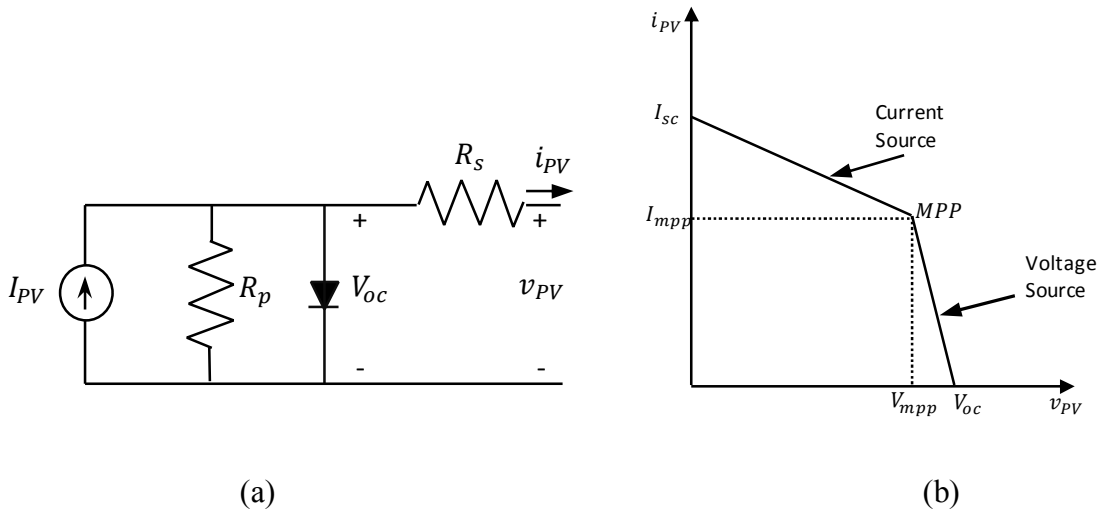 R_s
i_PV
+
+
I_PV
R_p
V_oc
v_PV
-
-
(a)
i_PV
I_sc
Current
Source
I_mpp
MPP
Voltage
Source
V_mpp
V_oc
v_PV
(b)